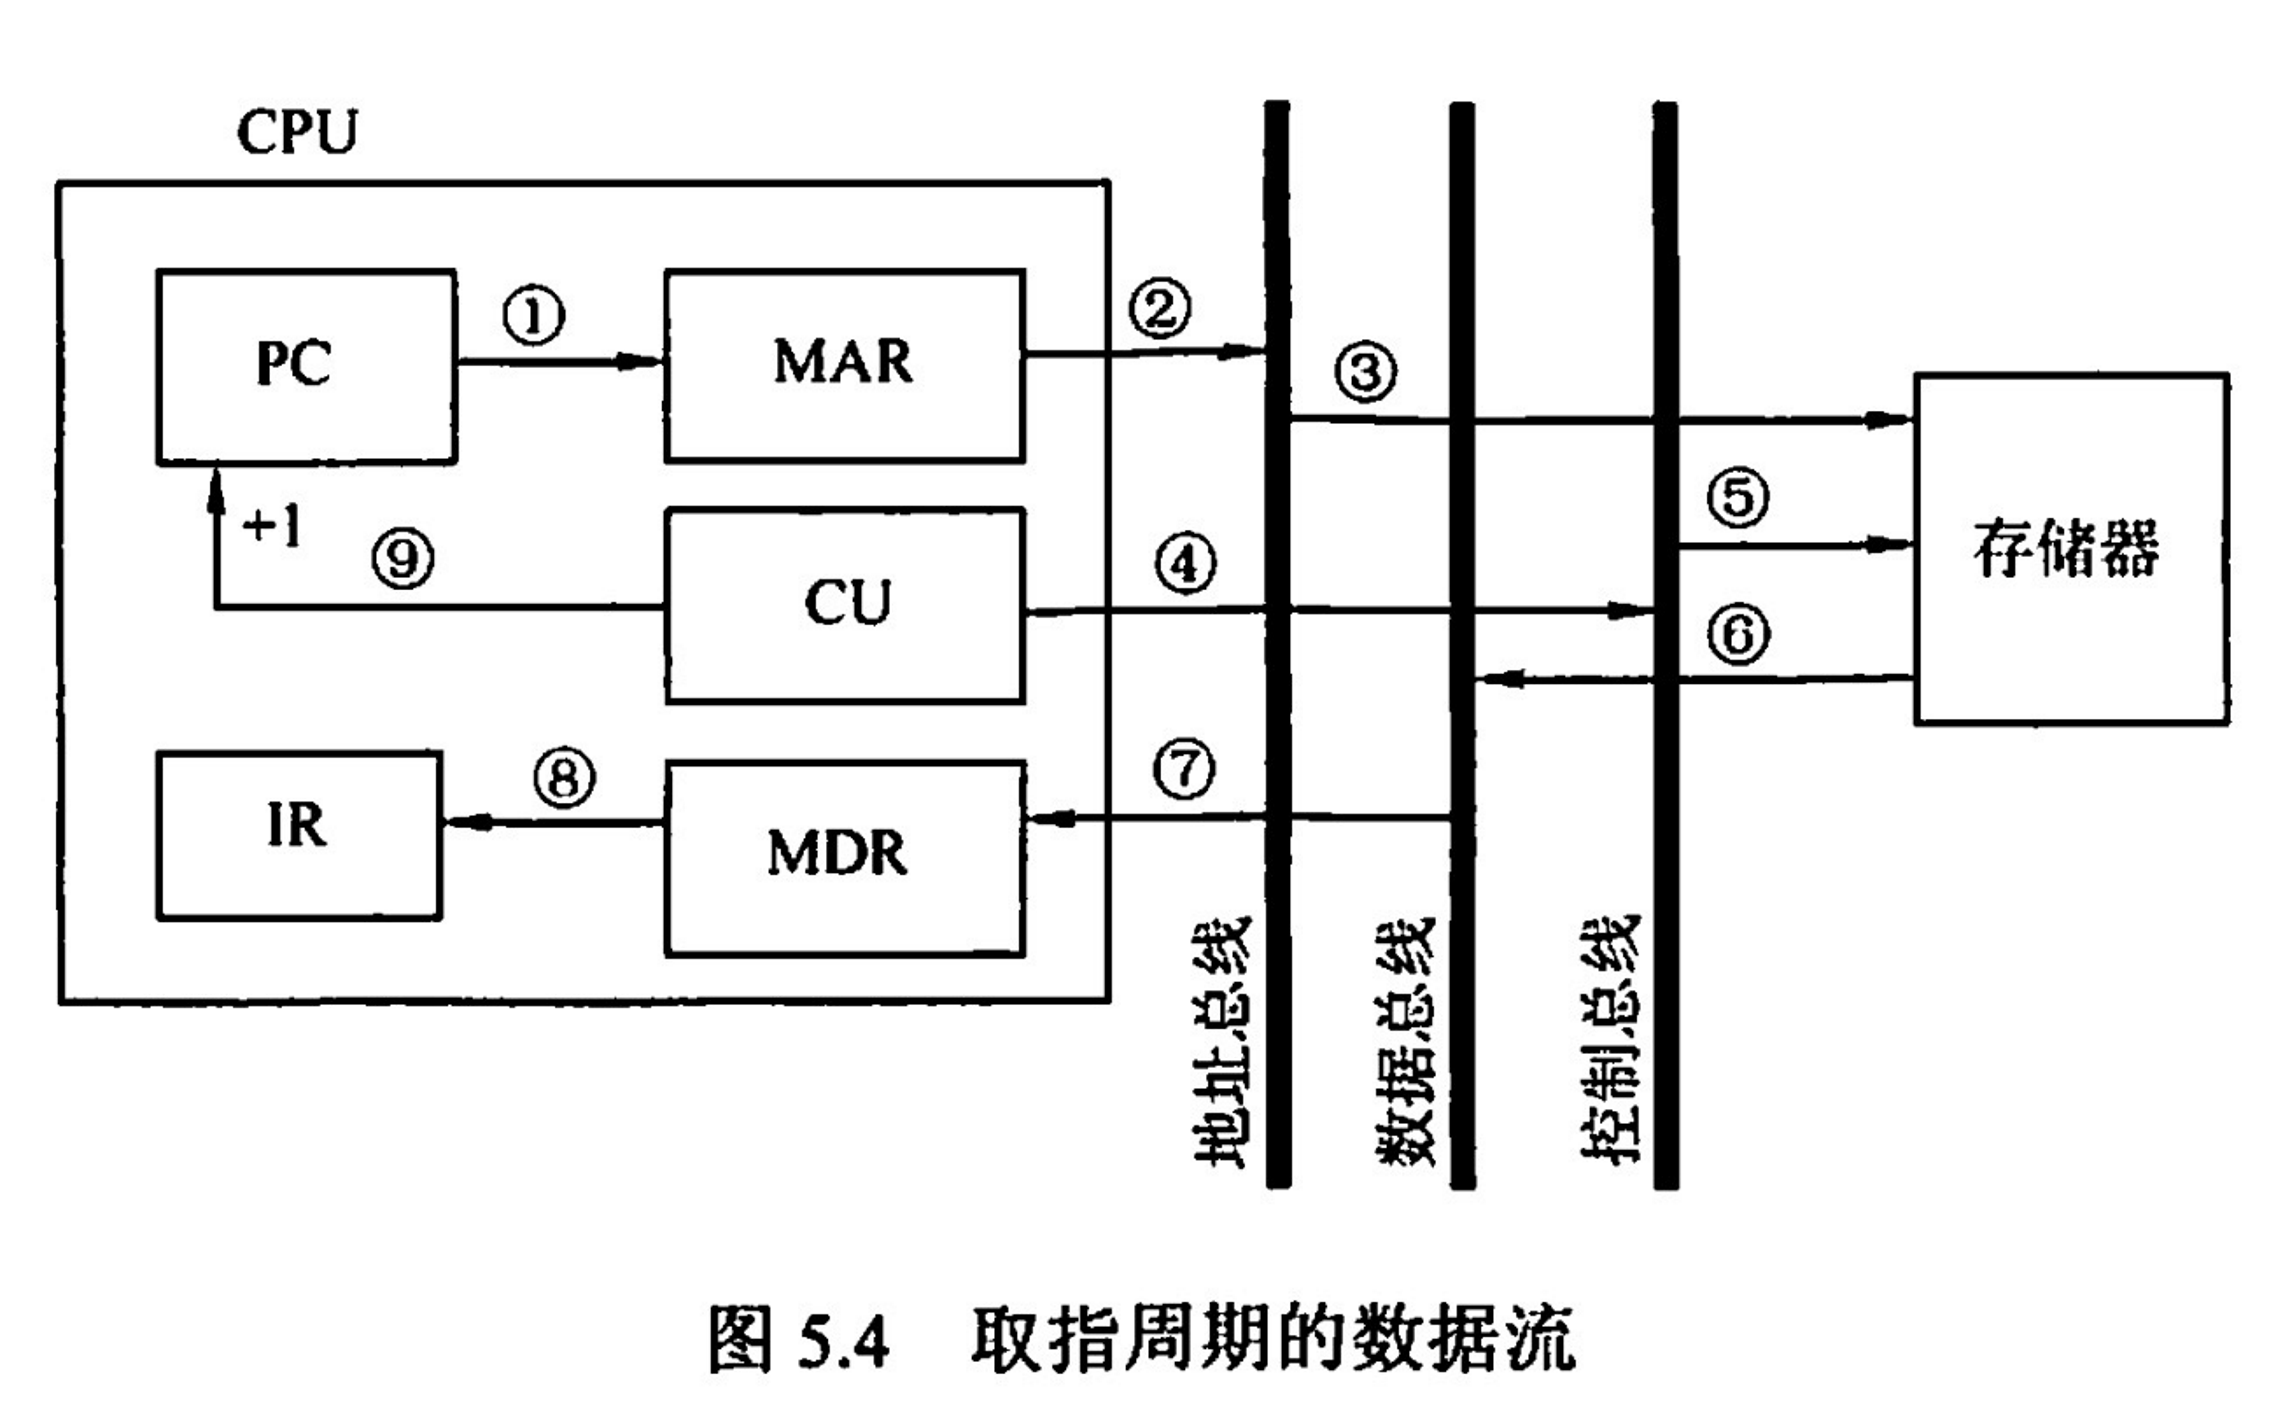 CPU
PC
①
MAR
②
③
+1
⑨
CU
④
⑤
⑥
存储器
IR
⑧
MDR
⑦
地址总线
数据总线
控制总线
图 5.4 取指周期的数据流